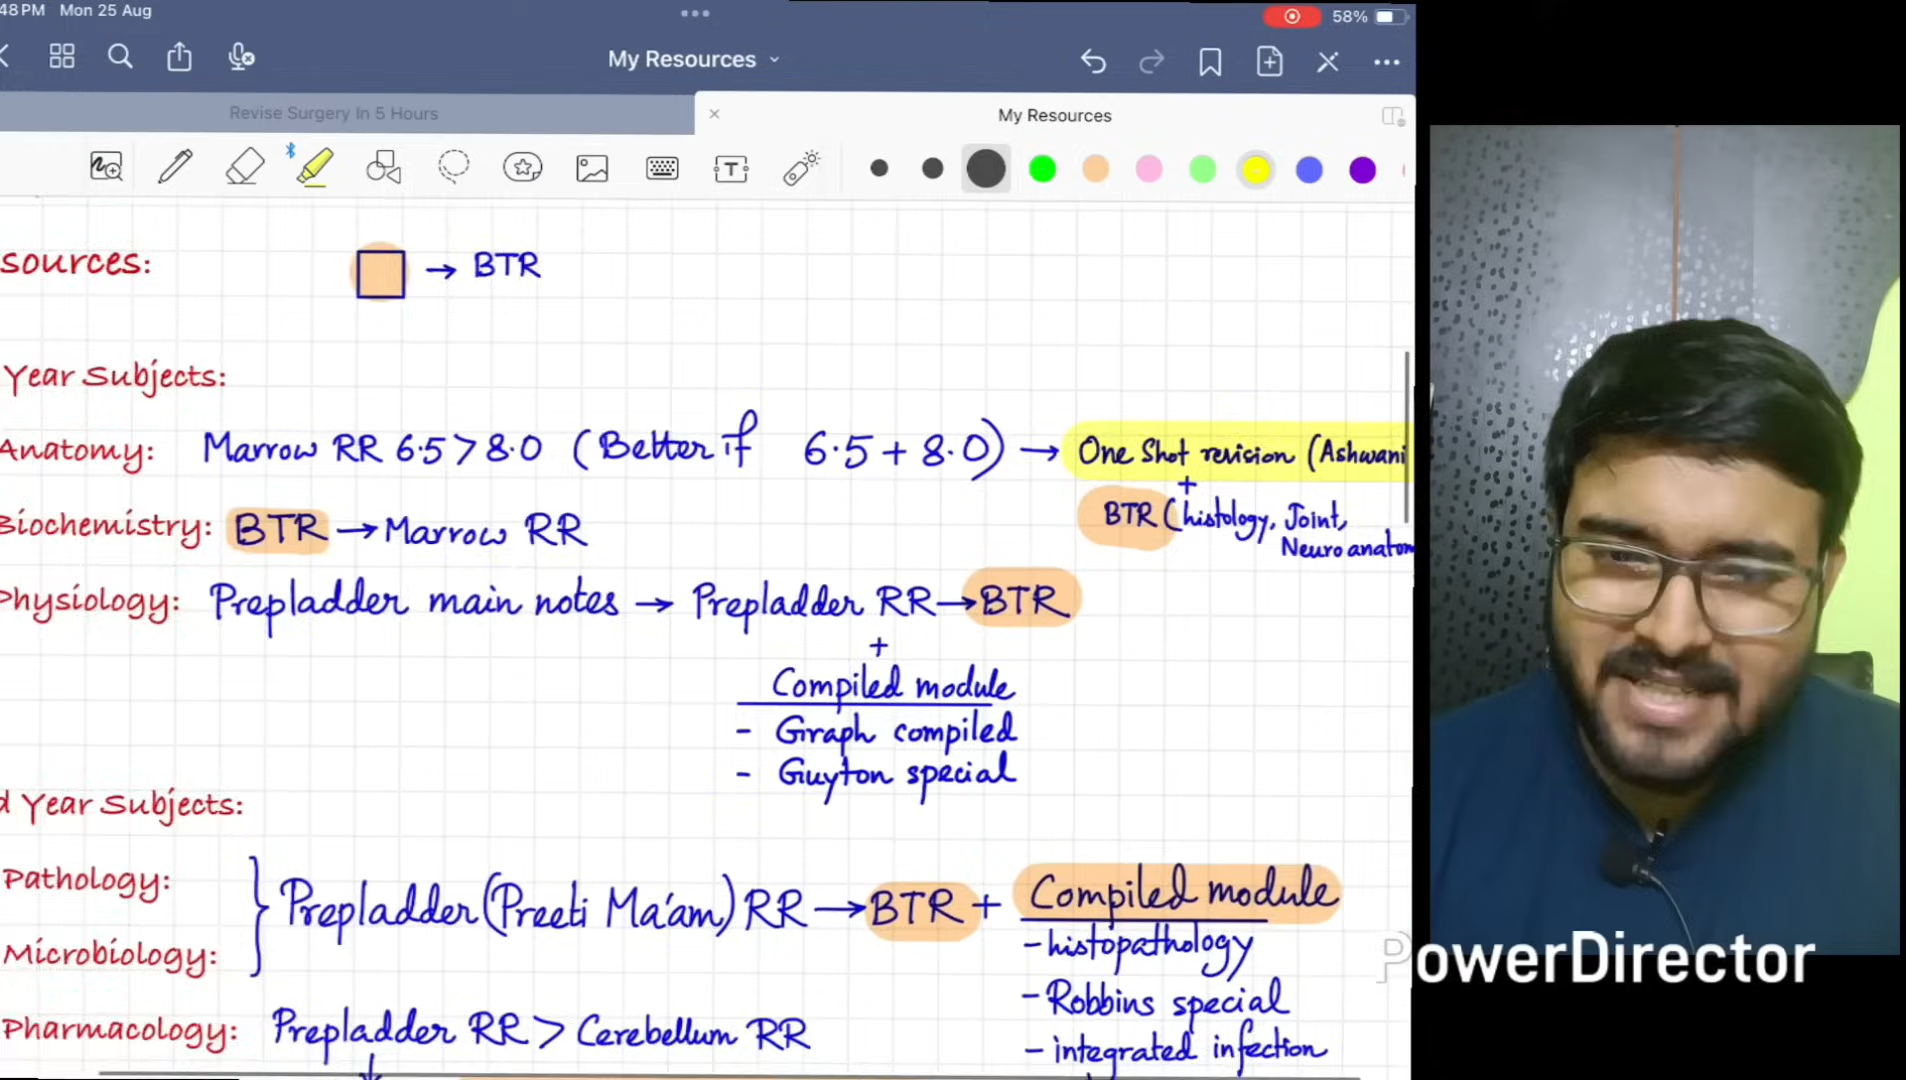 48 PM Mon 25 Aug
58%
My Resources
Revise Surgery In 5 Hours
My Resources
T
sources:
→ BTR
Year Subjects:
Anatomy: Marrow RR 6.5 > 8.0 (Better if 6.5 + 8.0) → One Shot revision (Ashwani
+
BTR (histology, Joint,
Neuroanatom
Biochemistry: BTR → Marrow RR
Physiology: Prepladder main notes → Prepladder RR → BTR
+
Compiled module
- Graph compiled
- Guyton special
d Year Subjects:
Pathology:
Microbiology:
} Prepladder (Preeti Ma'am) RR → BTR + Compiled module
- histopathology
- Robbins special
- integrated infection
Pharmacology: Prepladder RR > Cerebellum RR
PowerDirector